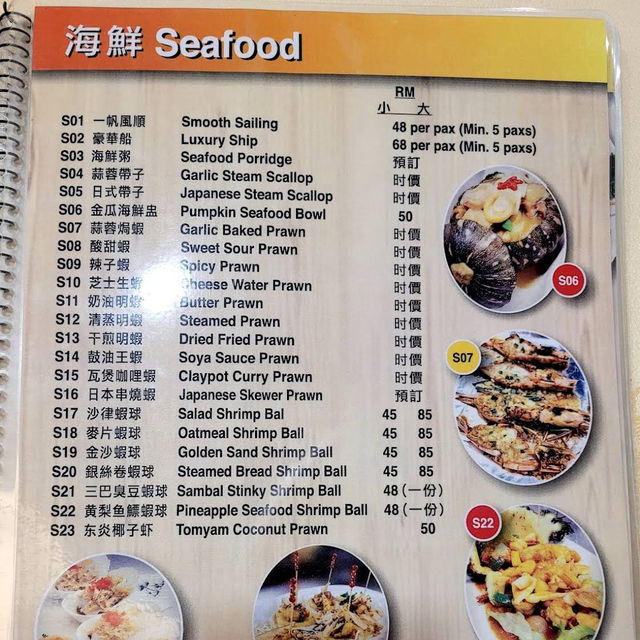 海鮮 Seafood
RM
小 大
S01 一帆風順 Smooth Sailing 48 per pax (Min. 5 paxs)
S02 豪華船 Luxury Ship 68 per pax (Min. 5 paxs)
S03 海鮮粥 Seafood Porridge 預訂
S04 蒜蓉帶子 Garlic Steam Scallop 时價
S05 日式帶子 Japanese Steam Scallop 时價
S06 金瓜海鮮盅 Pumpkin Seafood Bowl 50
S07 蒜蓉焗蝦 Garlic Baked Prawn 时價
S08 酸甜蝦 Sweet Sour Prawn 时價
S09 辣子蝦 Spicy Prawn 时價
S10 芝士生蝦 Cheese Water Prawn 时價
S11 奶油明蝦 Butter Prawn 时價
S12 清蒸明蝦 Steamed Prawn 时價
S13 干煎明蝦 Dried Fried Prawn 时價
S14 鼓油王蝦 Soya Sauce Prawn 时價
S15 瓦煲咖哩蝦 Claypot Curry Prawn 时價
S16 日本串燒蝦 Japanese Skewer Prawn 預訂
S17 沙律蝦球 Salad Shrimp Bal 45 85
S18 麥片蝦球 Oatmeal Shrimp Ball 45 85
S19 金沙蝦球 Golden Sand Shrimp Ball 45 85
S20 銀絲卷蝦球 Steamed Bread Shrimp Ball 45 85
S21 三巴臭豆蝦球 Sambal Stinky Shrimp Ball 48 (一份)
S22 黄梨鱼鳔蝦球 Pineapple Seafood Shrimp Ball 48 (一份)
S23 东炎椰子虾 Tomyam Coconut Prawn 50
S06
S07
S22